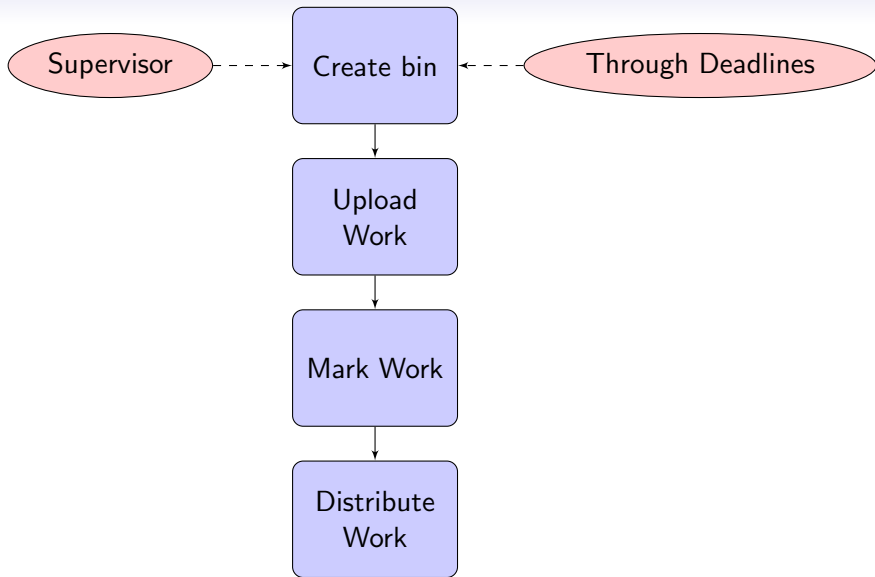 Supervisor
Create bin
Through Deadlines
Upload
Work
Mark Work
Distribute
Work